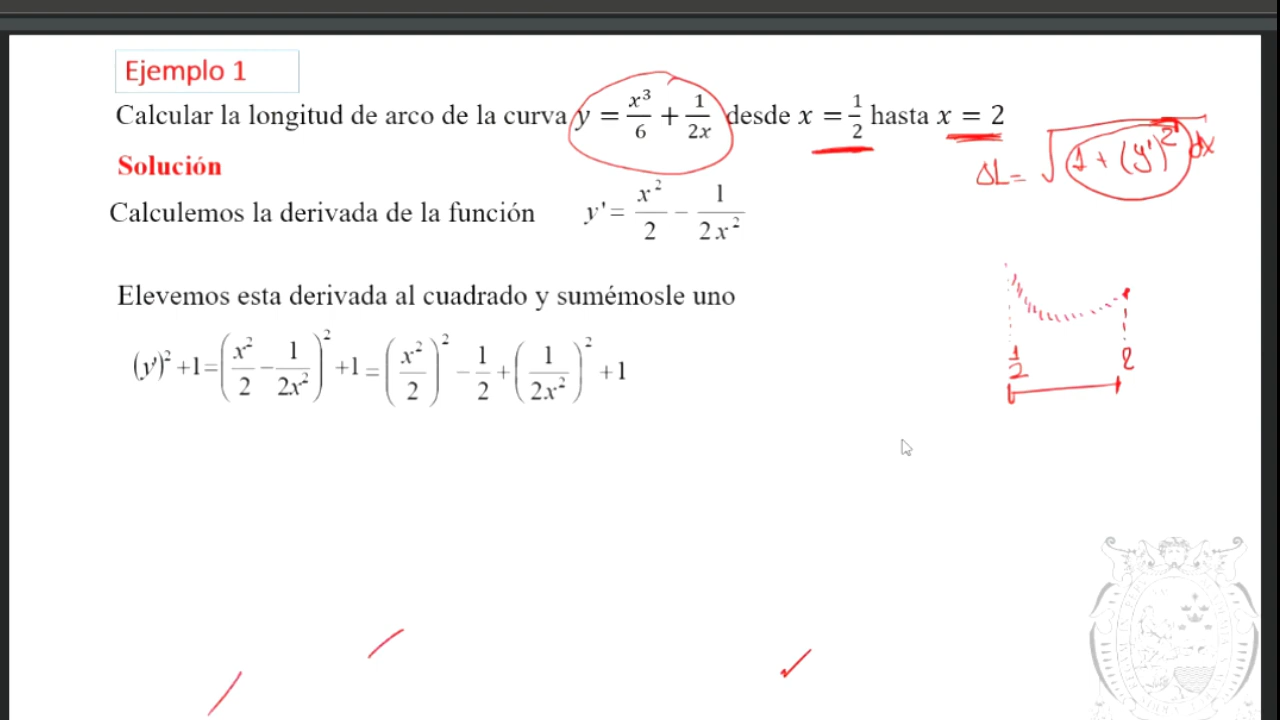 Ejemplo 1
Calcular la longitud de arco de la curva y = x³/6 + 1/2x desde x = 1/2 hasta x = 2
ΔL = √(1 + (y')²) dx
Solución
Calculemos la derivada de la función y' = x²/2 − 1/2x²
Elevemos esta derivada al cuadrado y sumémosle uno
(y')² +1 = (x²/2 − 1/2x²)² +1 = (x²/2)² − 1/2 + (1/2x²)² + 1
1/2 2